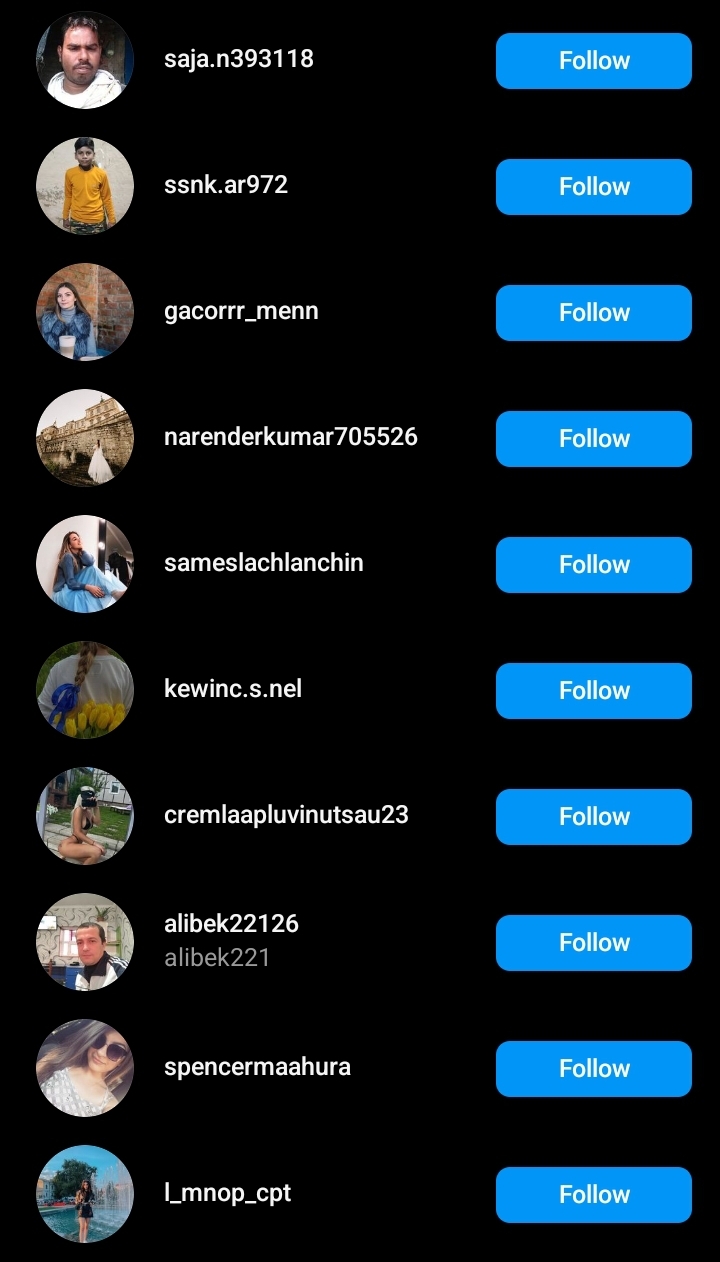 saja.n393118
Follow
ssnk.ar972
Follow
gacorrr_menn
Follow
narenderkumar705526
Follow
sameslachlanchin
Follow
kewinc.s.nel
Follow
cremlaapluvinutsau23
Follow
alibek22126
alibek221
Follow
spencermaahura
Follow
l_mnop_cpt
Follow